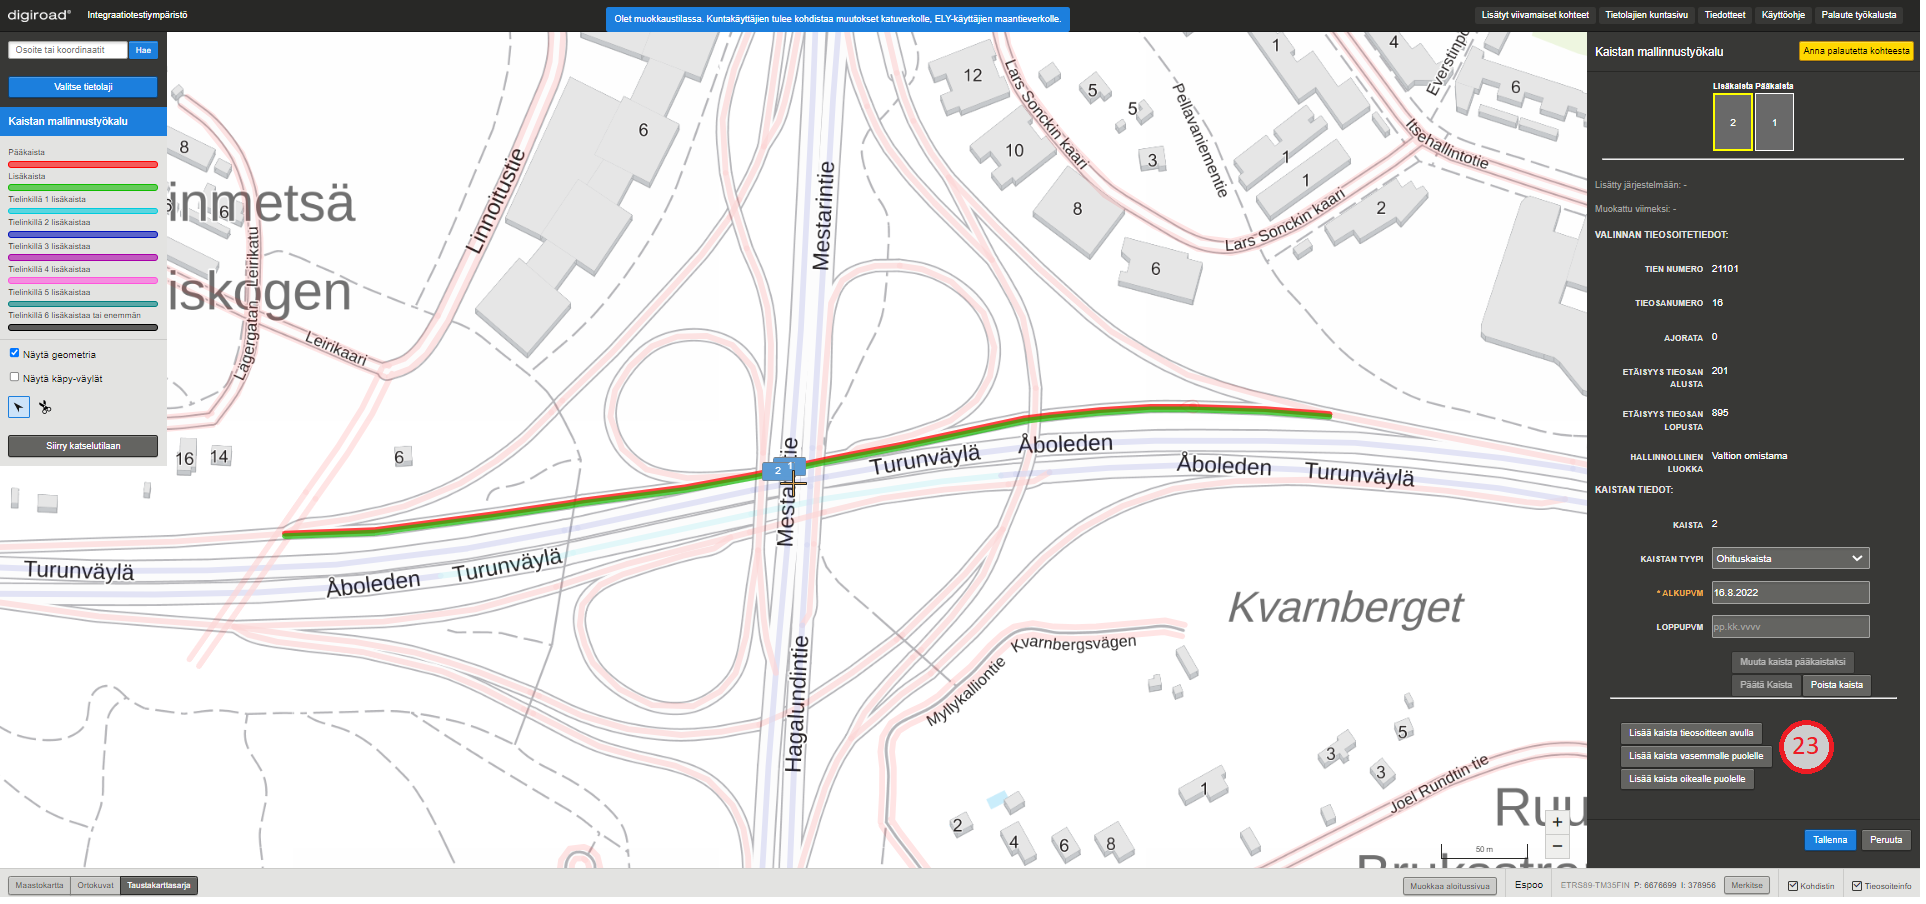 digiroad®
Integraatiotestiympäristö
Olet muokkaustilassa. Kuntakäyttäjien tulee kohdistaa muutokset katuverkolle, ELY-käyttäjien maantieverkolle.
Lisätyt viivamaiset kohteet
Tietolajien kuntasivu
Tiedotteet
Käyttöohje
Palaute työkalusta
Osoite tai koordinaatit
Hae
Valitse tietolaji
Kaistan mallinnustyökalu
Pääkaista
Lisäkaista
Tielinkillä 1 lisäkaista
Tielinkillä 2 lisäkaistaa
Tielinkillä 3 lisäkaistaa
Tielinkillä 4 lisäkaistaa
Tielinkillä 5 lisäkaistaa
Tielinkillä 6 lisäkaistaa tai enemmän
Näytä geometria
Näytä käpy-väylät
Siirry katselutilaan
8
6
inmetsä
iskogen
Lägergatan
Leirikatu
Leirikaari
Linnoitustie
6
Mestarintie
12
10
8
5
5
3
6
Lars Sonckin kaari
Pellavaniementie
1
4
6
1
1
2
Everstinpo
Itsehallintotie
Lars Sonckin kaari
16
14
6
2
1
Turunväylä
Åboleden
Åboleden
Turunväylä
Turunväylä
Åboleden
Turunväylä
Hagalundintie
Kvarnberget
Kvarnbergsvägen
Myllykalliontie
Joel Rundtin tie
5
3
3
1
2
4
6
8
Ruu
+
−
50 m
Kaistan mallinnustyökalu
Anna palautetta kohteesta
Lisäkaista Pääkaista
2
1
Lisätty järjestelmään: -
Muokattu viimeksi: -
VALINNAN TIEOSOITETIEDOT:
TIEN NUMERO 21101
TIEOSANUMERO 16
AJORATA 0
ETÄISYYS TIEOSAN ALUSTA 201
ETÄISYYS TIEOSAN LOPUSTA 895
HALLINNOLLINEN LUOKKA Valtion omistama
KAISTAN TIEDOT:
KAISTA 2
KAISTAN TYYPI Ohituskaista
* ALKUPVM 16.8.2022
LOPPUPVM pp.kk.vvvv
Muuta kaista pääkaistaksi
Päätä Kaista
Poista kaista
Lisää kaista tieosoitteen avulla
Lisää kaista vasemmalle puolelle
Lisää kaista oikealle puolelle
23
Tallenna
Peruuta
Maastokartta
Ortokuvat
Taustakarttasarja
Muokkaa aloitussivua
Espoo
ETRS89-TM35FIN P: 6676699 I: 378956
Merkitse
Kohdistin
Tieosoiteinfo